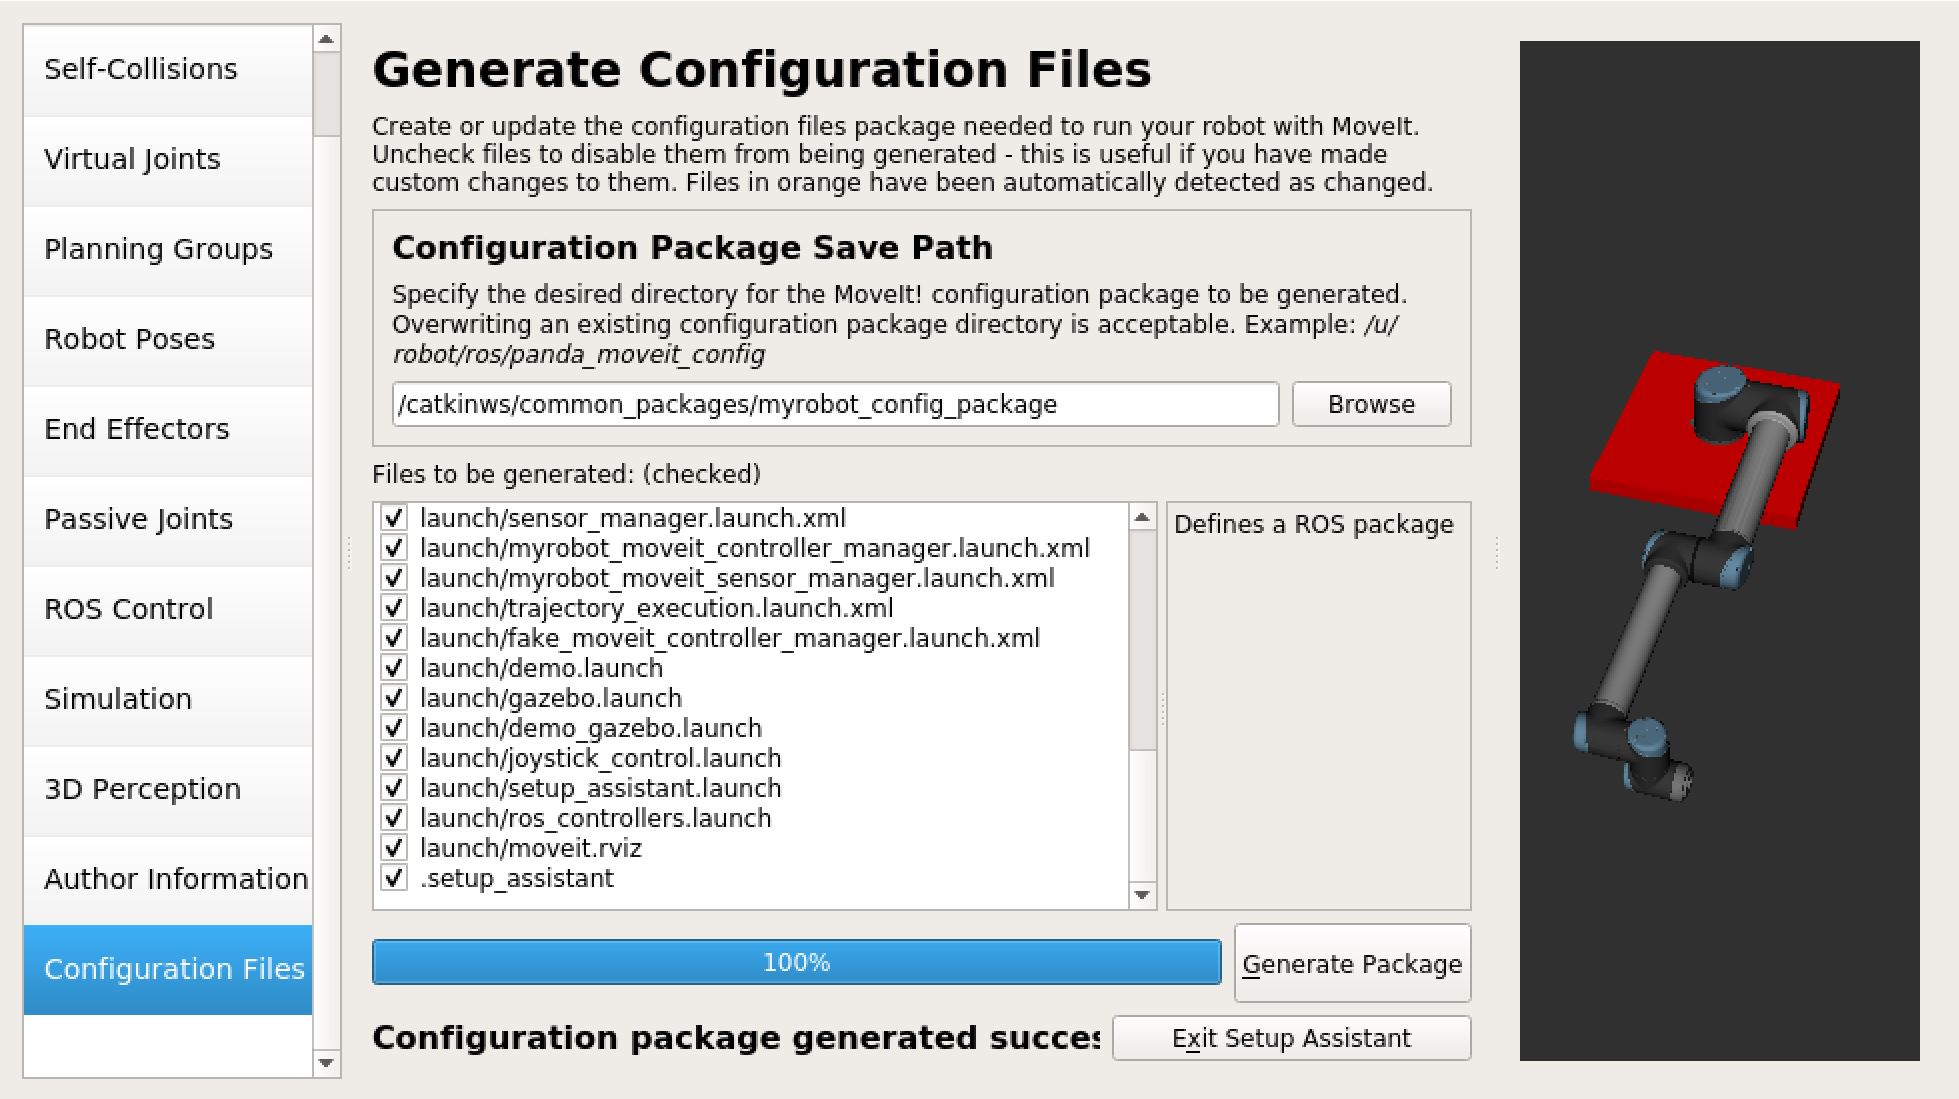 Self-Collisions
Virtual Joints
Planning Groups
Robot Poses
End Effectors
Passive Joints
ROS Control
Simulation
3D Perception
Author Information
Configuration Files
Generate Configuration Files
Create or update the configuration files package needed to run your robot with MoveIt.
Uncheck files to disable them from being generated - this is useful if you have made
custom changes to them. Files in orange have been automatically detected as changed.
Configuration Package Save Path
Specify the desired directory for the MoveIt! configuration package to be generated.
Overwriting an existing configuration package directory is acceptable. Example: /u/
robot/ros/panda_moveit_config
/catkinws/common_packages/myrobot_config_package
Browse
Files to be generated: (checked)
launch/sensor_manager.launch.xml
launch/myrobot_moveit_controller_manager.launch.xml
launch/myrobot_moveit_sensor_manager.launch.xml
launch/trajectory_execution.launch.xml
launch/fake_moveit_controller_manager.launch.xml
launch/demo.launch
launch/gazebo.launch
launch/demo_gazebo.launch
launch/joystick_control.launch
launch/setup_assistant.launch
launch/ros_controllers.launch
launch/moveit.rviz
.setup_assistant
Defines a ROS package
100%
Generate Package
Configuration package generated succes
Exit Setup Assistant